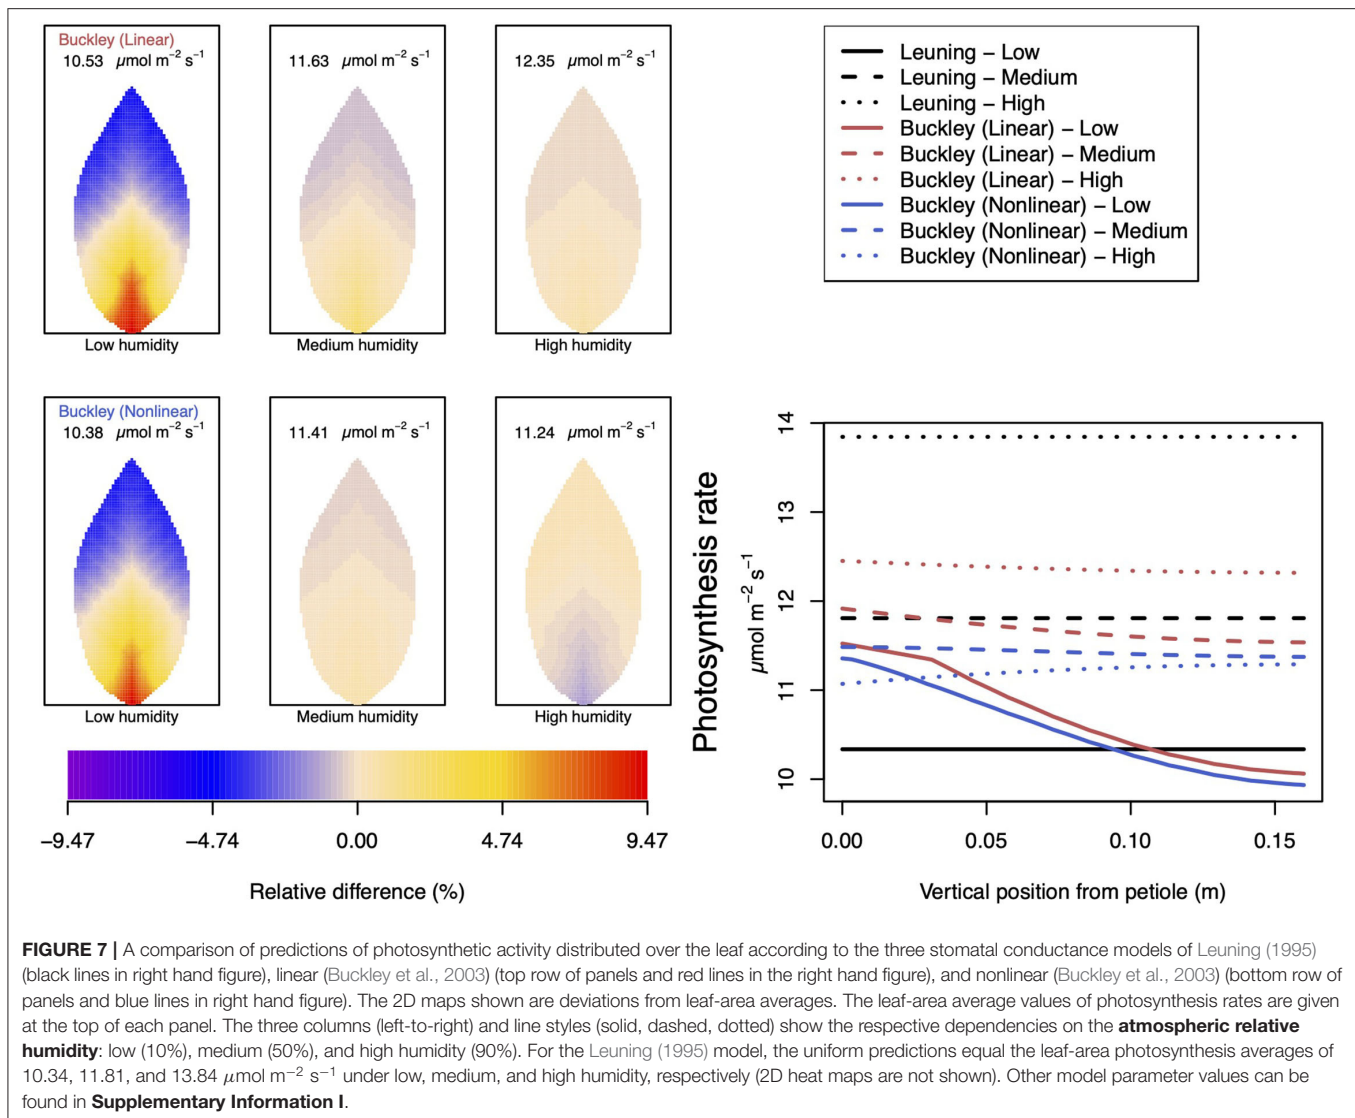 Buckley (Linear)
10.53 μmol m⁻² s⁻¹
11.63 μmol m⁻² s⁻¹
12.35 μmol m⁻² s⁻¹
Low humidity
Medium humidity
High humidity
Leuning – Low
Leuning – Medium
Leuning – High
Buckley (Linear) – Low
Buckley (Linear) – Medium
Buckley (Linear) – High
Buckley (Nonlinear) – Low
Buckley (Nonlinear) – Medium
Buckley (Nonlinear) – High
Buckley (Nonlinear)
10.38 μmol m⁻² s⁻¹
11.41 μmol m⁻² s⁻¹
11.24 μmol m⁻² s⁻¹
Low humidity
Medium humidity
High humidity
−9.47 −4.74 0.00 4.74 9.47
Relative difference (%)
Photosynthesis rate
μmol m⁻² s⁻¹
14
13
12
11
10
0.00 0.05 0.10 0.15
Vertical position from petiole (m)
FIGURE 7 | A comparison of predictions of photosynthetic activity distributed over the leaf according to the three stomatal conductance models of Leuning (1995)
(black lines in right hand figure), linear (Buckley et al., 2003) (top row of panels and red lines in the right hand figure), and nonlinear (Buckley et al., 2003) (bottom row of
panels and blue lines in right hand figure). The 2D maps shown are deviations from leaf-area averages. The leaf-area average values of photosynthesis rates are given
at the top of each panel. The three columns (left-to-right) and line styles (solid, dashed, dotted) show the respective dependencies on the atmospheric relative
humidity: low (10%), medium (50%), and high humidity (90%). For the Leuning (1995) model, the uniform predictions equal the leaf-area photosynthesis averages of
10.34, 11.81, and 13.84 μmol m⁻² s⁻¹ under low, medium, and high humidity, respectively (2D heat maps are not shown). Other model parameter values can be
found in Supplementary Information I.